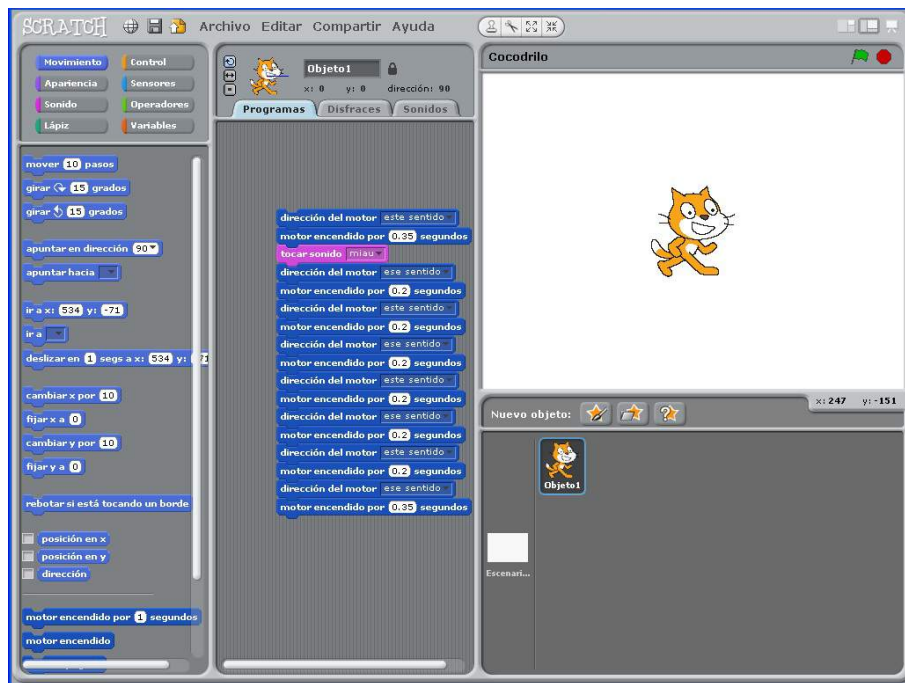 SCRATCH Archivo Editar Compartir Ayuda
Movimiento Control
Apariencia Sensores
Sonido Operadores
Lápiz Variables
mover 10 pasos
girar 15 grados
girar 15 grados
apuntar en dirección 90
apuntar hacia
ir a x: 534 y: -71
ir a
deslizar en 1 segs a x: 534 y: 71
cambiar x por 10
fijar x a 0
cambiar y por 10
fijar y a 0
rebotar si está tocando un borde
posición en x
posición en y
dirección
motor encendido por 1 segundos
motor encendido
Objeto1
x: 0 y: 0 dirección: 90
Programas Disfraces Sonidos
dirección del motor este sentido
motor encendido por 0.35 segundos
tocar sonido miau
dirección del motor ese sentido
motor encendido por 0.2 segundos
dirección del motor este sentido
motor encendido por 0.2 segundos
dirección del motor ese sentido
motor encendido por 0.2 segundos
dirección del motor este sentido
motor encendido por 0.2 segundos
dirección del motor ese sentido
motor encendido por 0.2 segundos
dirección del motor este sentido
motor encendido por 0.2 segundos
dirección del motor ese sentido
motor encendido por 0.35 segundos
Cocodrilo
x: 247 y: -151
Nuevo objeto:
Objeto1
Escenari...